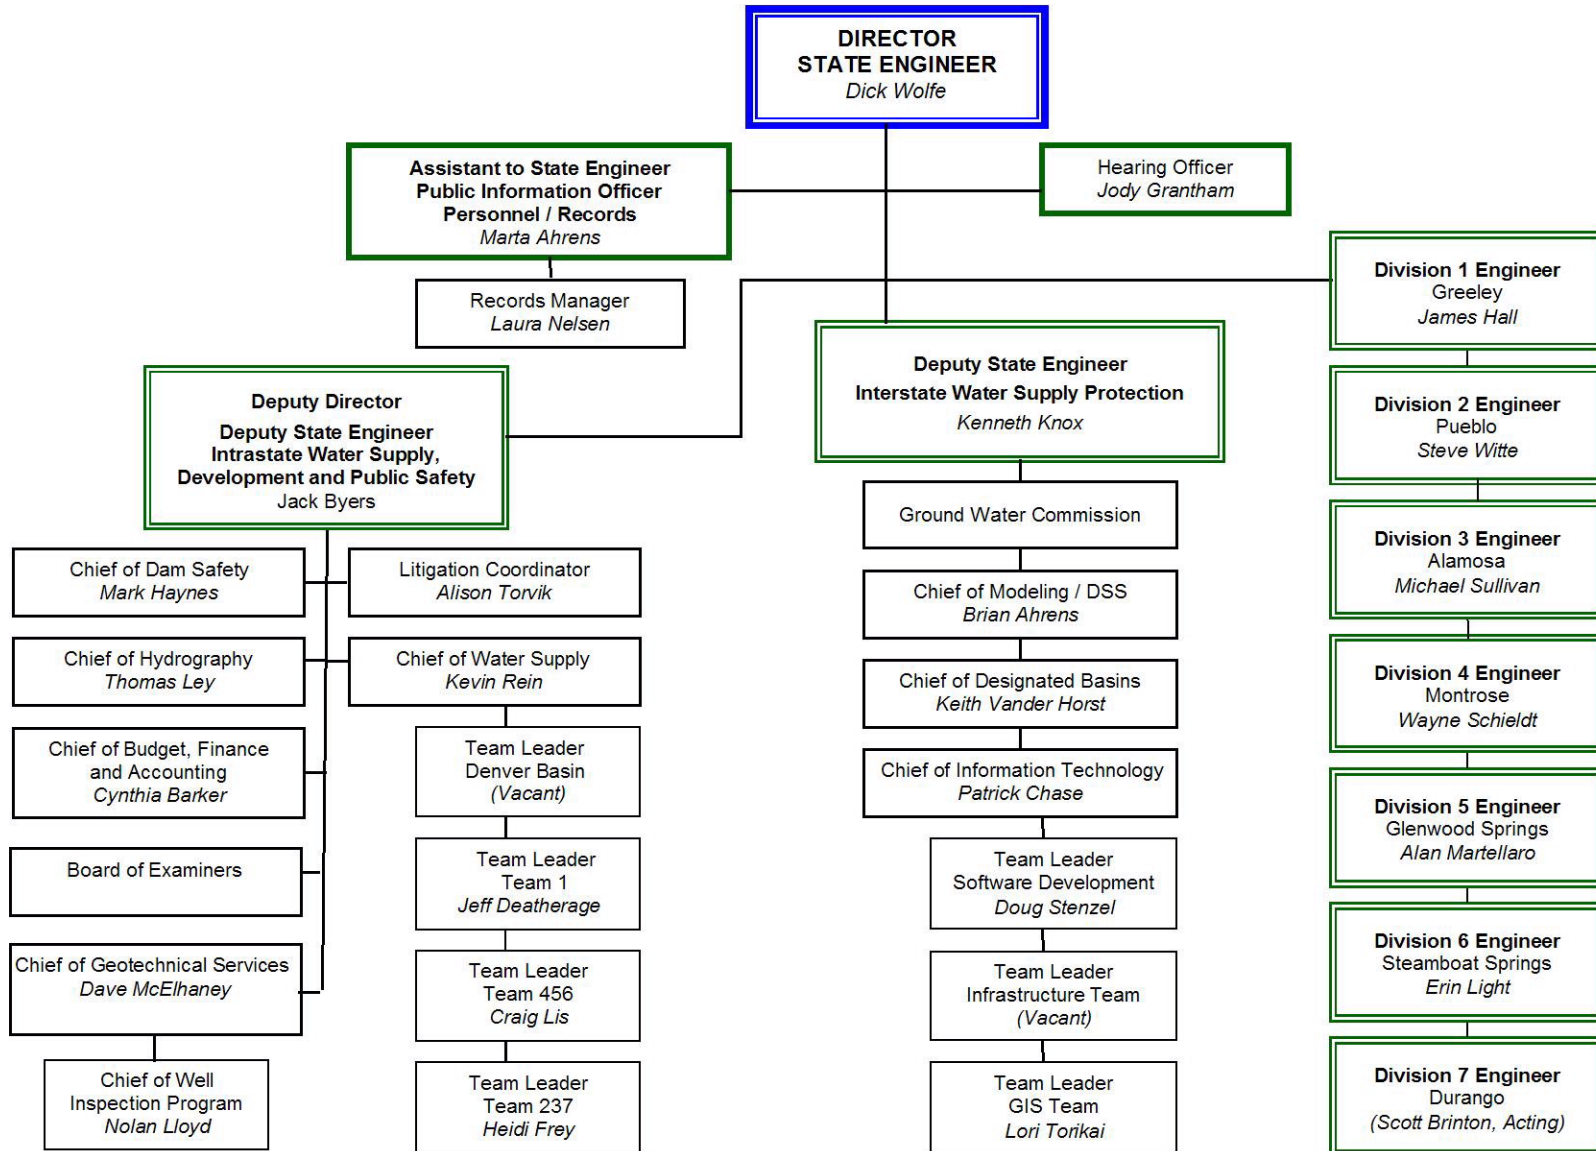 DIRECTOR
STATE ENGINEER
Dick Wolfe
Assistant to State Engineer
Public Information Officer
Personnel / Records
Marta Ahrens
Hearing Officer
Jody Grantham
Records Manager
Laura Nelsen
Deputy Director
Deputy State Engineer
Intrastate Water Supply,
Development and Public Safety
Jack Byers
Deputy State Engineer
Interstate Water Supply Protection
Kenneth Knox
Chief of Dam Safety
Mark Haynes
Litigation Coordinator
Alison Torvik
Chief of Hydrography
Thomas Ley
Chief of Water Supply
Kevin Rein
Chief of Budget, Finance
and Accounting
Cynthia Barker
Board of Examiners
Chief of Geotechnical Services
Dave McElhaney
Chief of Well
Inspection Program
Nolan Lloyd
Team Leader
Denver Basin
(Vacant)
Team Leader
Team 1
Jeff Deatherage
Team Leader
Team 456
Craig Lis
Team Leader
Team 237
Heidi Frey
Ground Water Commission
Chief of Modeling / DSS
Brian Ahrens
Chief of Designated Basins
Keith Vander Horst
Chief of Information Technology
Patrick Chase
Team Leader
Software Development
Doug Stenzel
Team Leader
Infrastructure Team
(Vacant)
Team Leader
GIS Team
Lori Torikai
Division 1 Engineer
Greeley
James Hall
Division 2 Engineer
Pueblo
Steve Witte
Division 3 Engineer
Alamosa
Michael Sullivan
Division 4 Engineer
Montrose
Wayne Schieldt
Division 5 Engineer
Glenwood Springs
Alan Martellaro
Division 6 Engineer
Steamboat Springs
Erin Light
Division 7 Engineer
Durango
(Scott Brinton, Acting)